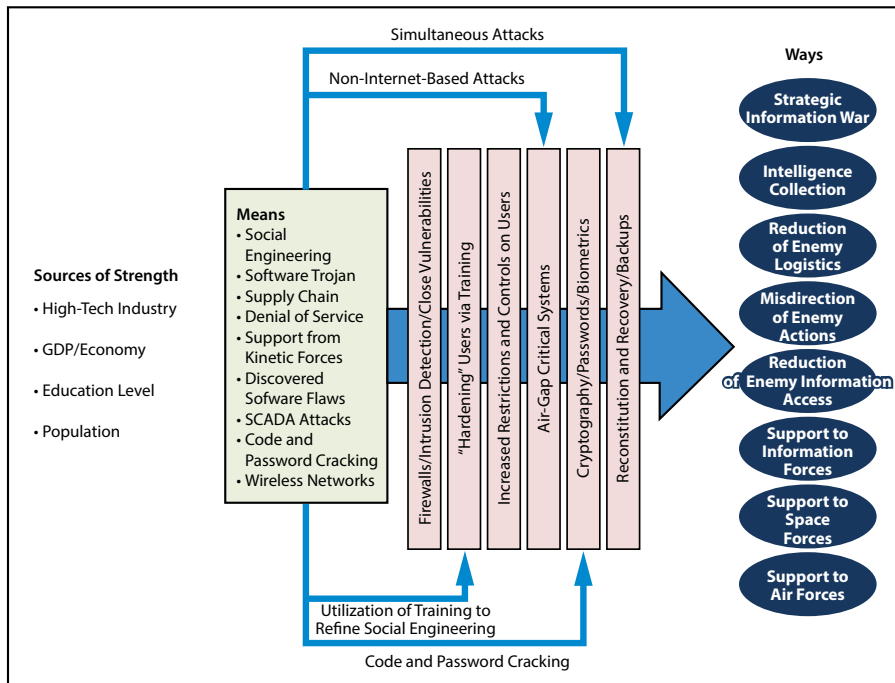 Simultaneous Attacks
Non-Internet-Based Attacks
Sources of Strength
• High-Tech Industry
• GDP/Economy
• Education Level
• Population
Means
• Social
Engineering
• Software Trojan
• Supply Chain
• Denial of Service
• Support from
Kinetic Forces
• Discovered
Sofware Flaws
• SCADA Attacks
• Code and
Password Cracking
• Wireless Networks
Firewalls/Intrusion Detection/Close Vulnerabilities
"Hardening" Users via Training
Increased Restrictions and Controls on Users
Air-Gap Critical Systems
Cryptography/Passwords/Biometrics
Reconstitution and Recovery/Backups
Utilization of Training to
Refine Social Engineering
Code and Password Cracking
Ways
Strategic
Information War
Intelligence
Collection
Reduction
of Enemy
Logistics
Misdirection
of Enemy
Actions
Reduction
of Enemy Information
Access
Support to
Information
Forces
Support to
Space
Forces
Support to
Air Forces